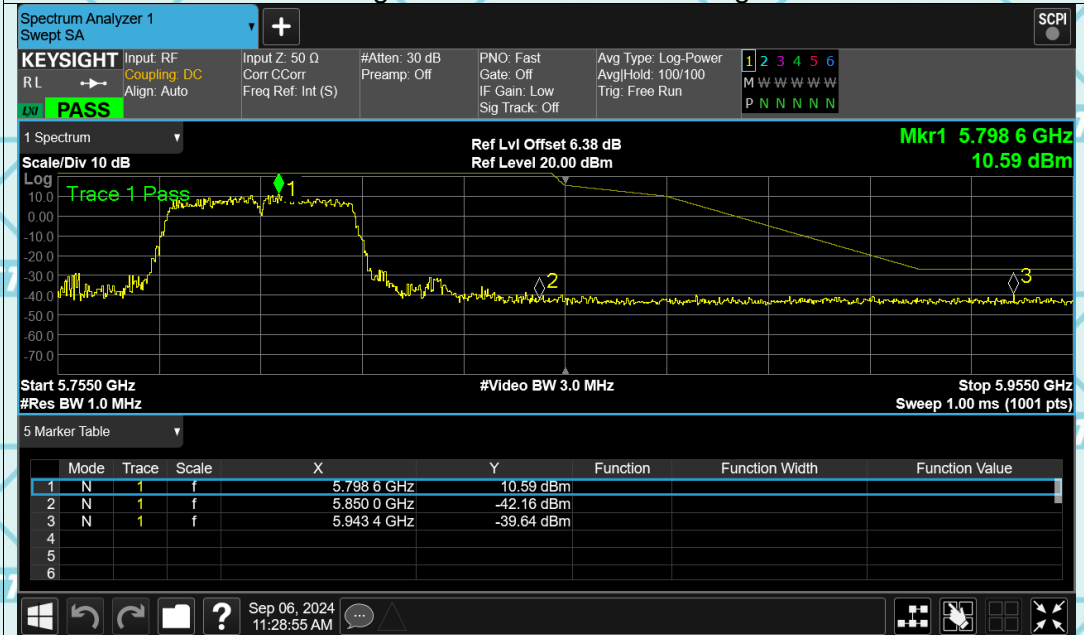 Spectrum Analyzer 1
Swept SA
+
SCPI
KEYSIGHT Input: RF Input Z: 50 Ω #Atten: 30 dB PNO: Fast Avg Type: Log-Power 1 2 3 4 5 6
RL Coupling: DC Corr CCorr Preamp: Off Gate: Off Avg|Hold: 100/100 M W W W W W
Align: Auto Freq Ref: Int (S) IF Gain: Low Trig: Free Run
LXI PASS Sig Track: Off P N N N N N
1 Spectrum Ref Lvl Offset 6.38 dB Mkr1 5.798 6 GHz
Scale/Div 10 dB Ref Level 20.00 dBm 10.59 dBm
Log
Trace 1 Pass
1
10.0
0.00
-10.0
-20.0
-30.0
2
3
-40.0
-50.0
-60.0
-70.0
Start 5.7550 GHz #Video BW 3.0 MHz Stop 5.9550 GHz
#Res BW 1.0 MHz Sweep 1.00 ms (1001 pts)
5 Marker Table
Mode Trace Scale X Y Function Function Width Function Value
1 N 1 f 5.798 6 GHz 10.59 dBm
2 N 1 f 5.850 0 GHz -42.16 dBm
3 N 1 f 5.943 4 GHz -39.64 dBm
4
5
6
? Sep 06, 2024
11:28:55 AM